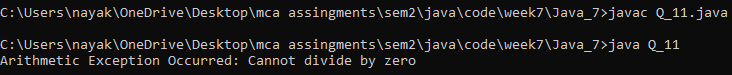 C:\Users\nayak\OneDrive\Desktop\mca assingments\sem2\java\code\week7\Java_7>javac Q_11.java
C:\Users\nayak\OneDrive\Desktop\mca assingments\sem2\java\code\week7\Java_7>java Q_11
Arithmetic Exception Occurred: Cannot divide by zero